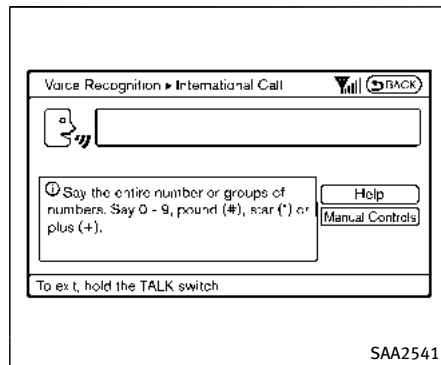 Voice Recognition ▸ International Call
BACK
Say the entire number or groups of
numbers. Say 0 - 9, pound (#), star (*) or
plus (+).
Help
Manual Controls
To exit, hold the TALK switch
SAA2541